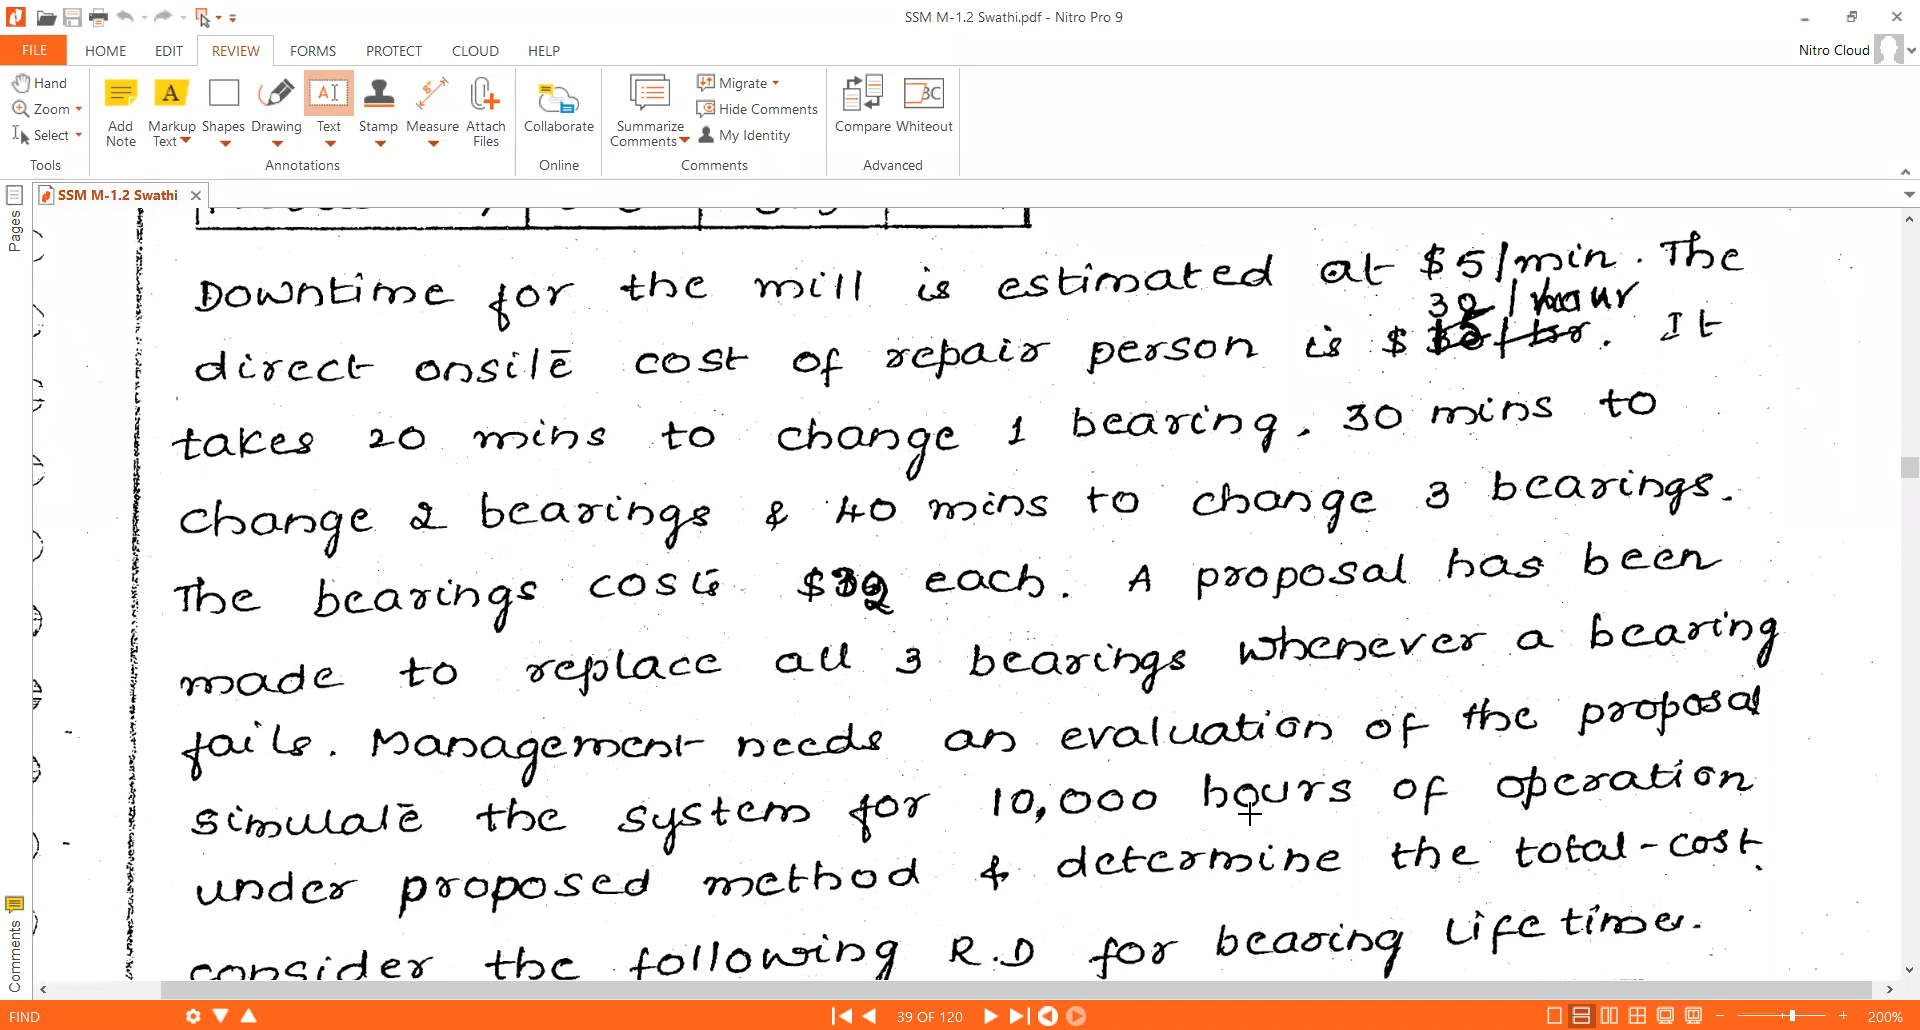 SSM M-1.2 Swathi.pdf - Nitro Pro 9
FILE HOME EDIT REVIEW FORMS PROTECT CLOUD HELP
Nitro Cloud
Hand
Zoom
Select
Tools
Add Note
Markup Text
Shapes
Drawing
Text
Stamp
Measure
Attach Files
Annotations
Collaborate
Online
Summarize Comments
Migrate
Hide Comments
My Identity
Comments
Compare
Whiteout
Advanced
SSM M-1.2 Swathi
Pages
Downtime for the mill is estimated at $5/min. The
32/hour
direct onsite cost of repair person is $ . It
takes 20 mins to change 1 bearing, 30 mins to
change 2 bearings & 40 mins to change 3 bearings.
The bearings costs $32 each. A proposal has been
made to replace all 3 bearings whenever a bearing
fails. Management needs an evaluation of the proposal
simulate the system for 10,000 hours of operation
under proposed method & determine the total-cost.
consider the following R.D for bearing lifetime.
Comments
FIND
39 OF 120
200%